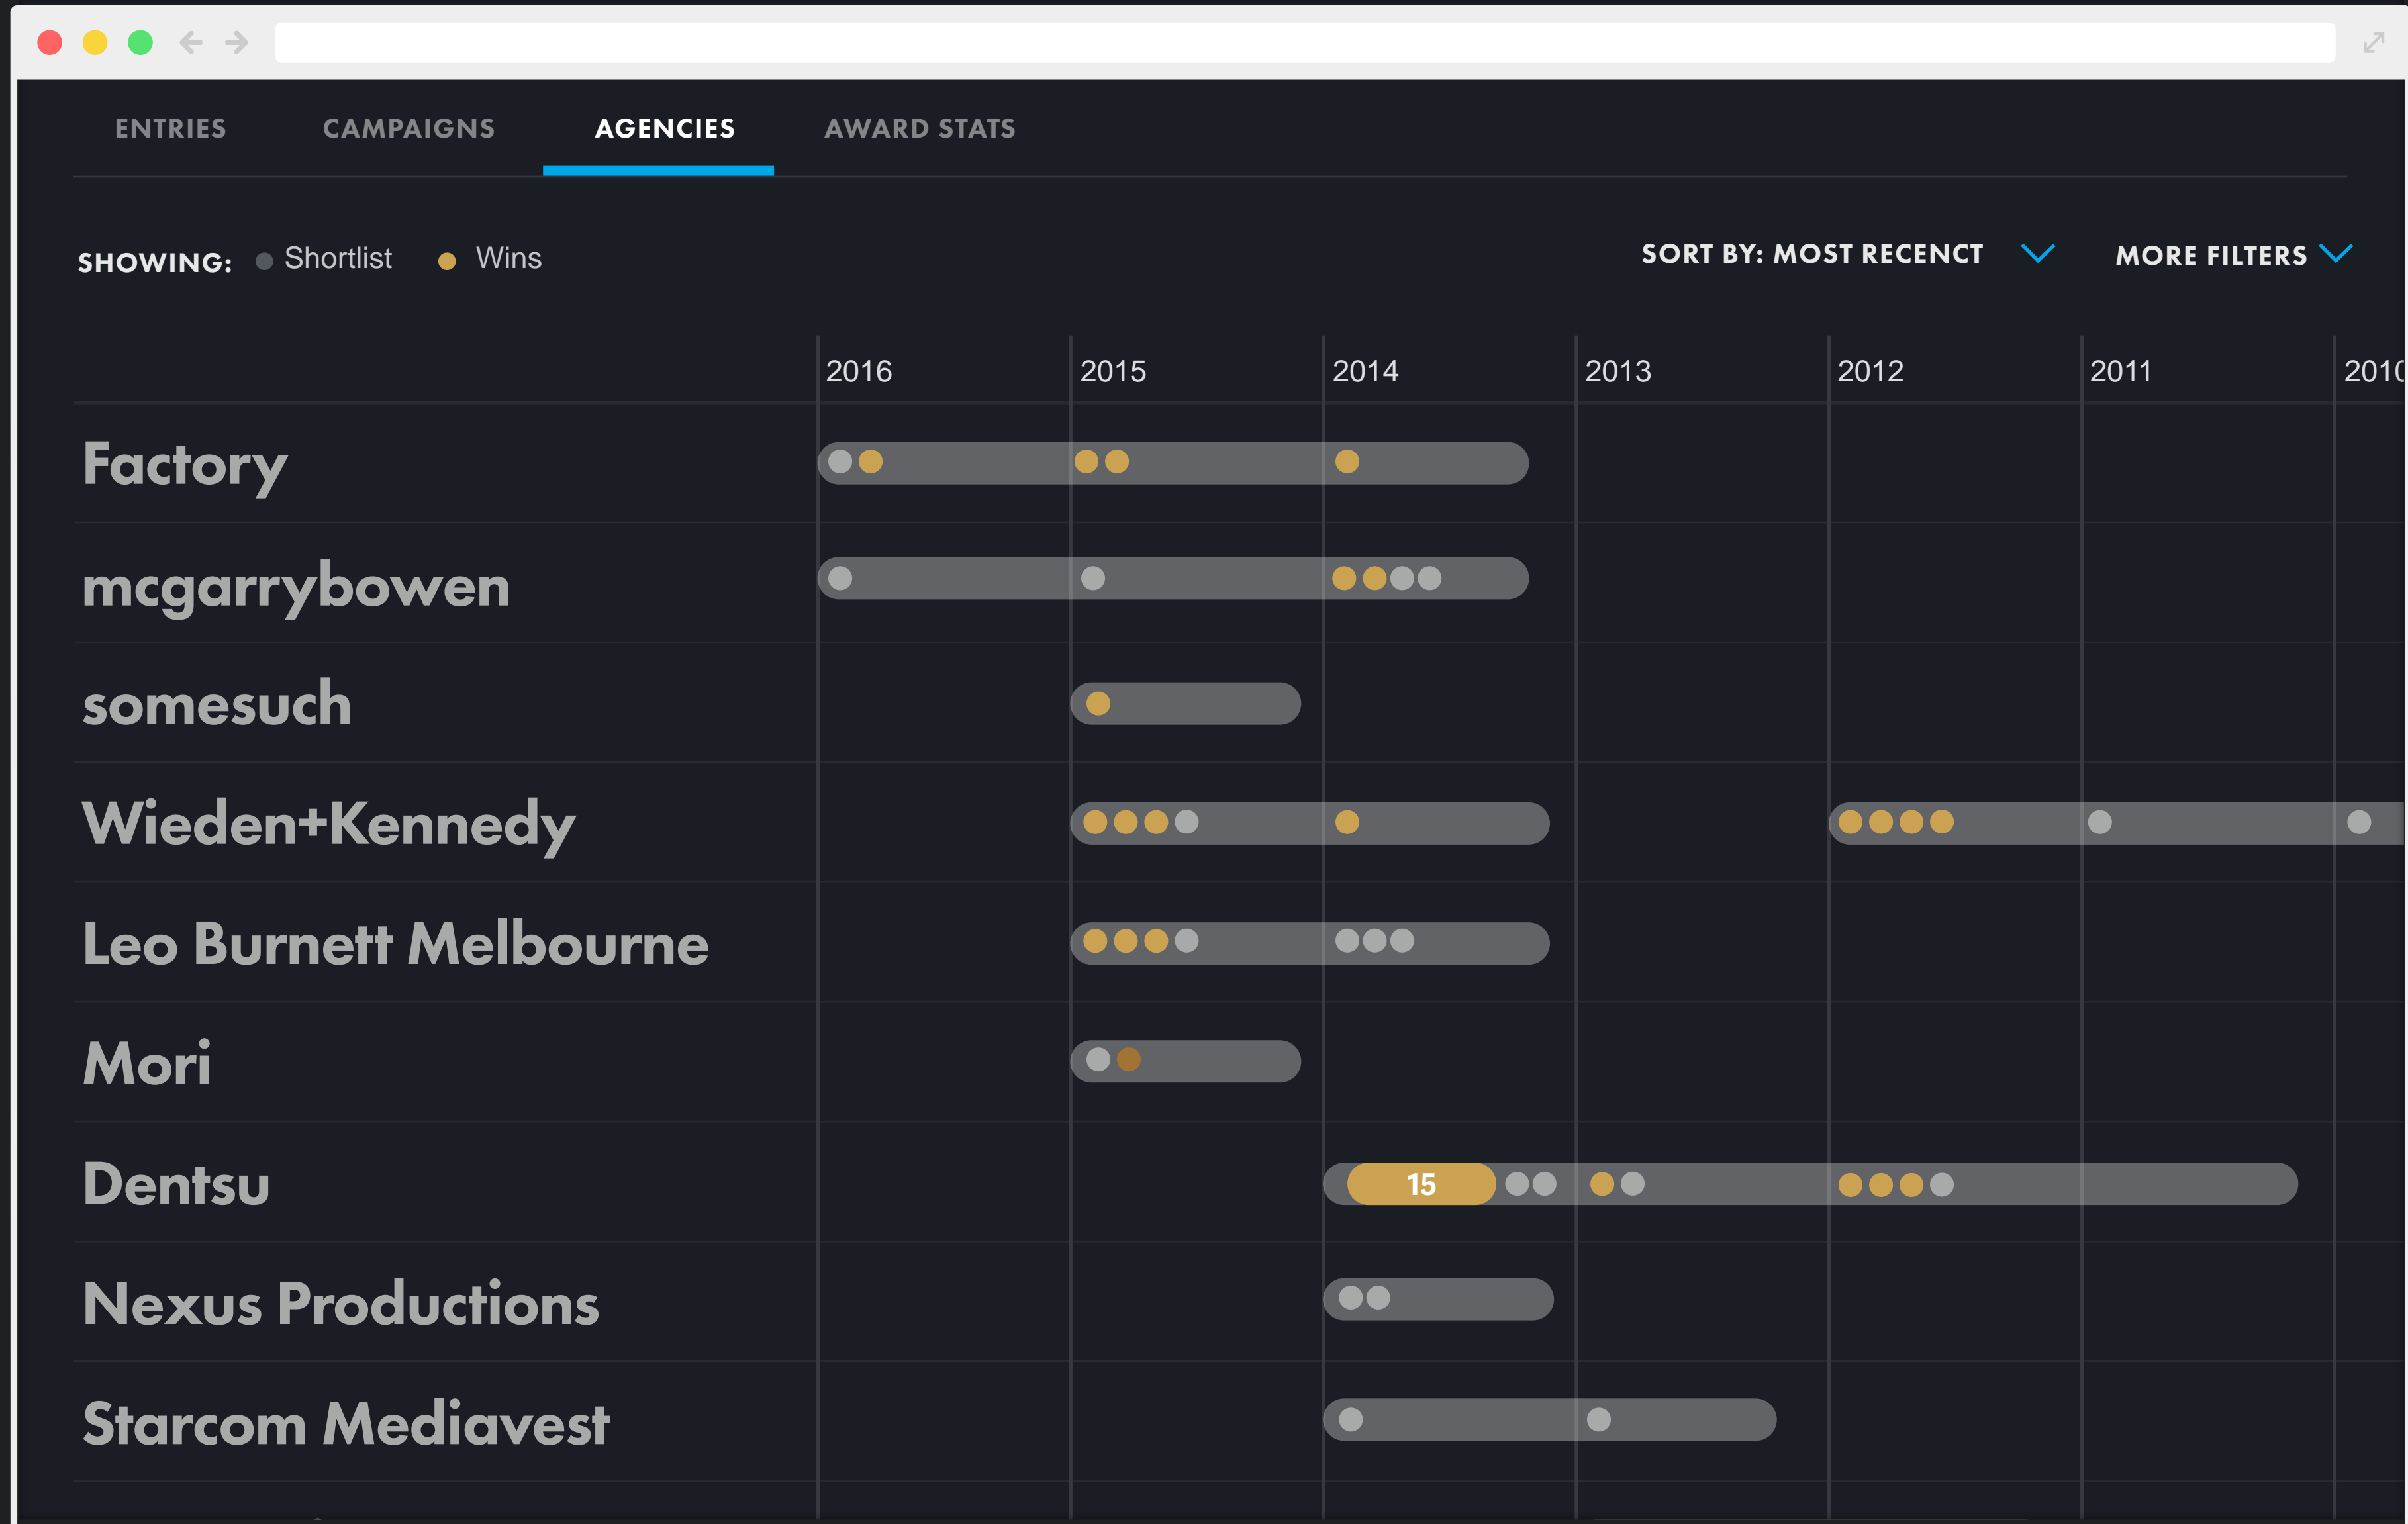 ENTRIES CAMPAIGNS AGENCIES AWARD STATS
SHOWING: Shortlist Wins SORT BY: MOST RECENCT MORE FILTERS
2016 2015 2014 2013 2012 2011 2010
Factory
mcgarrybowen
somesuch
Wieden+Kennedy
Leo Burnett Melbourne
Mori
Dentsu 15
Nexus Productions
Starcom Mediavest